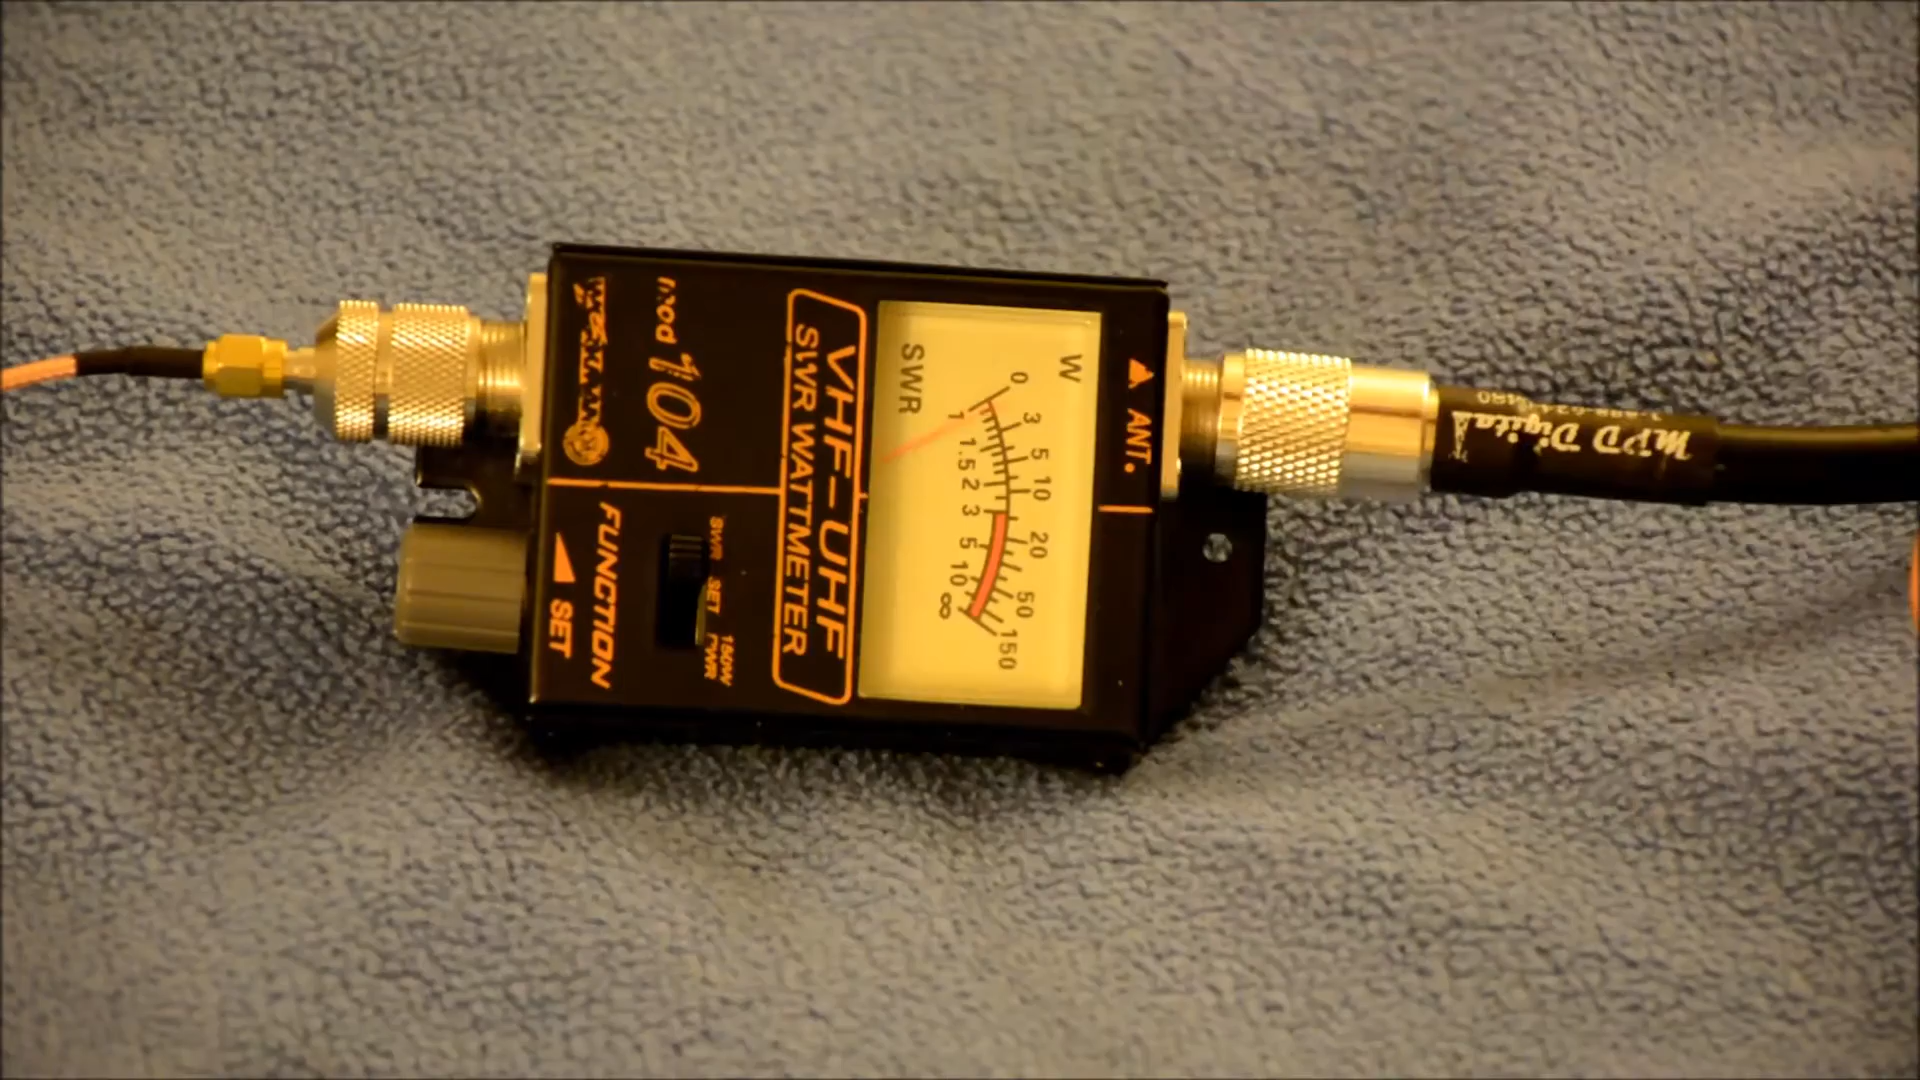 W
0 3 5 10 20 50 150
1 1.5 2 3 5 10 ∞
SWR
ANT.
VHF-UHF
SWR WATTMETER
mod 104
SWR SET 150W
PWR
FUNCTION
SET
MPD Digital